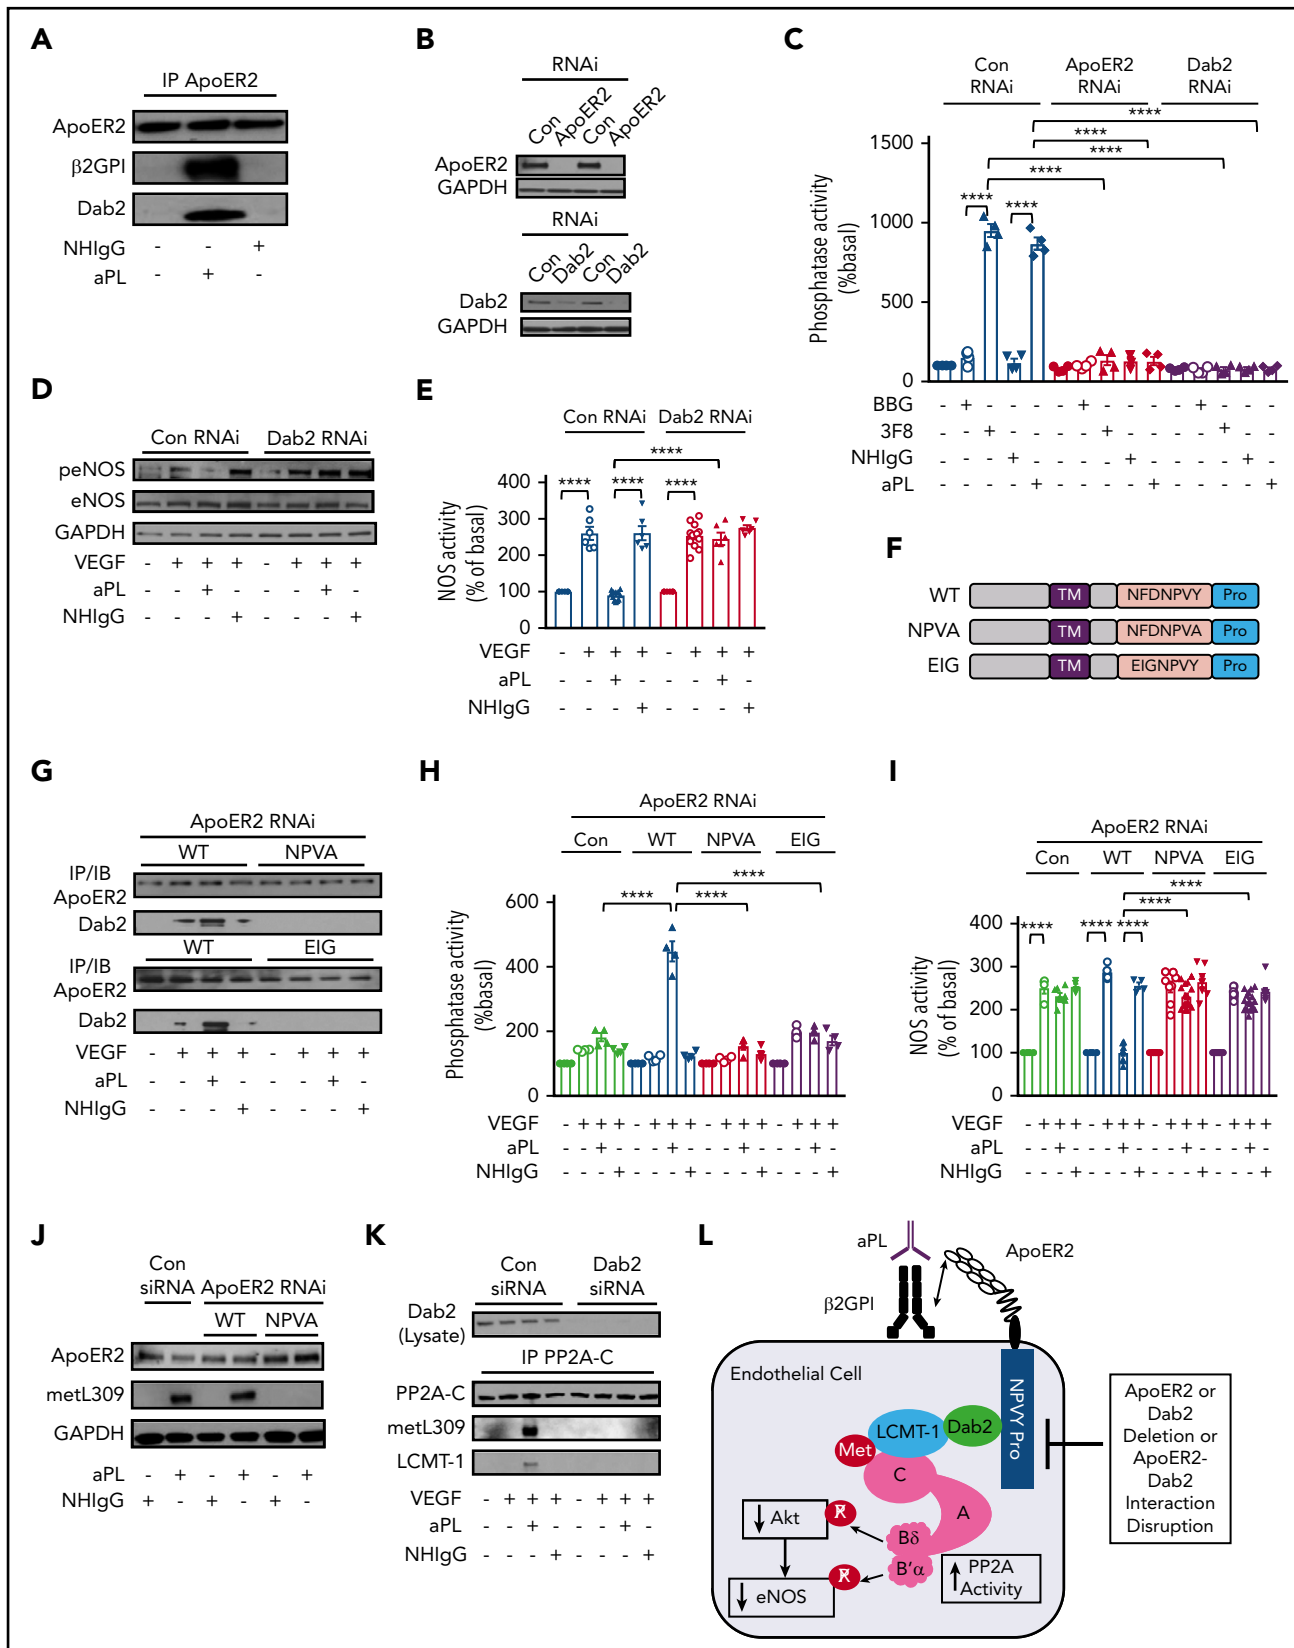 A
IP ApoER2
ApoER2
β2GPI
Dab2
NHIgG - - +
aPL - + -
B
RNAi
Con ApoER2 Con ApoER2
ApoER2
GAPDH
RNAi
Con Dab2 Con Dab2
Dab2
GAPDH
C
Con RNAi ApoER2 RNAi Dab2 RNAi
****
****
****
****
**** ****
Phosphatase activity (%basal)
1500
1000
500
0
BBG - + - - - - + - - - - + - - -
3F8 - - + - - - - + - - - - + - -
NHIgG - - - + - - - - + - - - - + -
aPL - - - - + - - - - + - - - - +
D
Con RNAi Dab2 RNAi
peNOS
eNOS
GAPDH
VEGF - + + + - + + +
aPL - - + - - - + -
NHIgG - - - + - - - +
E
Con RNAi Dab2 RNAi
****
**** **** ****
NOS activity (% of basal)
400
300
200
100
0
VEGF - + + + - + + +
aPL - - + - - - + -
NHIgG - - - + - - - +
F
WT TM NFDNPVY Pro
NPVA TM NFDNPVA Pro
EIG TM EIGNPVY Pro
G
ApoER2 RNAi
WT NPVA
IP/IB
ApoER2
Dab2
WT EIG
IP/IB
ApoER2
Dab2
VEGF - + + + - + + +
aPL - - + - - - + -
NHIgG - - - + - - - +
H
ApoER2 RNAi
Con WT NPVA EIG
****
**** ****
Phosphatase activity (%basal)
600
400
200
0
VEGF - + + + - + + + - + + + - + + +
aPL - - + - - - + - - - + - - - + -
NHIgG - - - + - - - + - - - + - - - +
I
ApoER2 RNAi
Con WT NPVA EIG
****
****
**** **** ****
NOS activity (% of basal)
400
300
200
100
0
VEGF - + + + - + + + - + + + - + + +
aPL - - + - - - + - - - + - - - + -
NHIgG - - - + - - - + - - - + - - - +
J
Con siRNA ApoER2 RNAi
WT NPVA
ApoER2
metL309
GAPDH
aPL - + - + - +
NHIgG + - + - + -
K
Con siRNA Dab2 siRNA
Dab2
(Lysate)
IP PP2A-C
PP2A-C
metL309
LCMT-1
VEGF - + + + - + + +
aPL - - + - - - + -
NHIgG - - - + - - - +
L
aPL
ApoER2
β2GPI
Endothelial Cell
NPVY Pro
LCMT-1
Dab2
Met
C
A
Akt
P
Bδ
B'α
P
eNOS
PP2A
Activity
ApoER2 or
Dab2
Deletion or
ApoER2-
Dab2
Interaction
Disruption